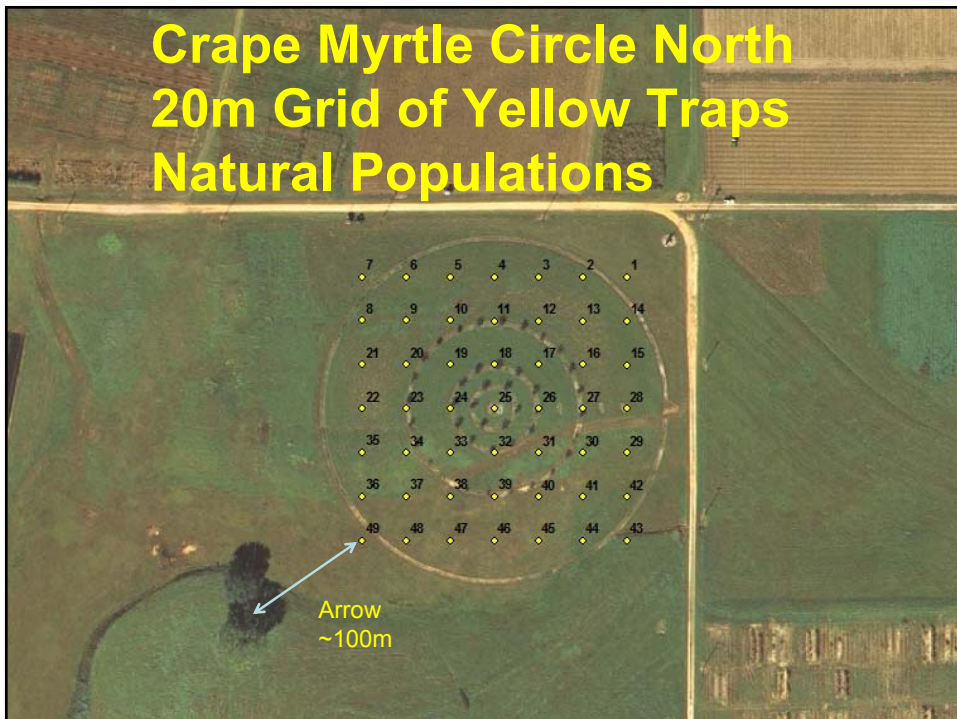 Crape Myrtle Circle North
20m Grid of Yellow Traps
Natural Populations
7 6 5 4 3 2 1
8 9 10 11 12 13 14
21 20 19 18 17 16 15
22 23 24 25 26 27 28
35 34 33 32 31 30 29
36 37 38 39 40 41 42
49 48 47 46 45 44 43
Arrow
~100m